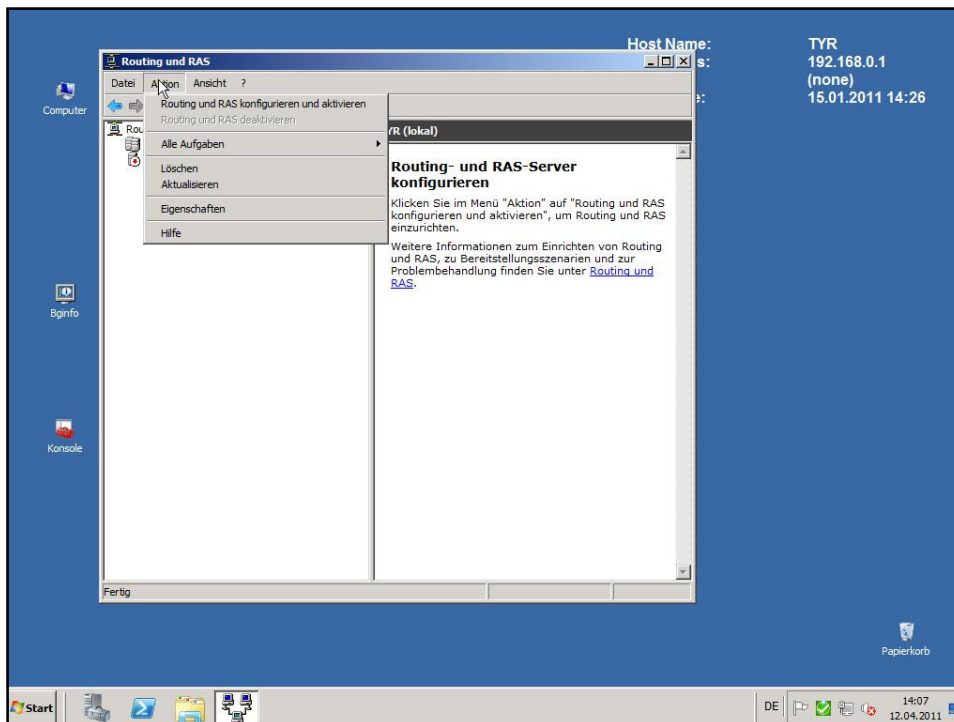 Host Name:
TYR
s:
192.168.0.1
(none)
e:
15.01.2011 14:26
Routing und RAS
Datei Aktion Ansicht ?
Routing und RAS konfigurieren und aktivieren
Routing und RAS deaktivieren
Alle Aufgaben
Löschen
Aktualisieren
Eigenschaften
Hilfe
Rou
YR (lokal)
Routing- und RAS-Server
konfigurieren
Klicken Sie im Menü "Aktion" auf "Routing und RAS
konfigurieren und aktivieren", um Routing und RAS
einzurichten.
Weitere Informationen zum Einrichten von Routing
und RAS, zu Bereitstellungsszenarien und zur
Problembehandlung finden Sie unter Routing und
RAS.
Fertig
Computer
Bginfo
Konsole
Papierkorb
Start
DE
14:07
12.04.2011